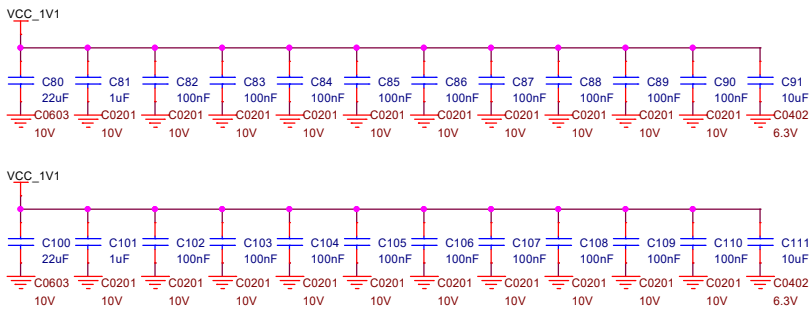 VCC_1V1
C80 C81 C82 C83 C84 C85 C86 C87 C88 C89 C90 C91
22uF 1uF 100nF 100nF 100nF 100nF 100nF 100nF 100nF 100nF 100nF 10uF
C0603 C0201 C0201 C0201 C0201 C0201 C0201 C0201 C0201 C0201 C0201 C0402
10V 10V 10V 10V 10V 10V 10V 10V 10V 10V 10V 6.3V
VCC_1V1
C100 C101 C102 C103 C104 C105 C106 C107 C108 C109 C110 C111
22uF 1uF 100nF 100nF 100nF 100nF 100nF 100nF 100nF 100nF 100nF 10uF
C0603 C0201 C0201 C0201 C0201 C0201 C0201 C0201 C0201 C0201 C0201 C0402
10V 10V 10V 10V 10V 10V 10V 10V 10V 10V 10V 6.3V